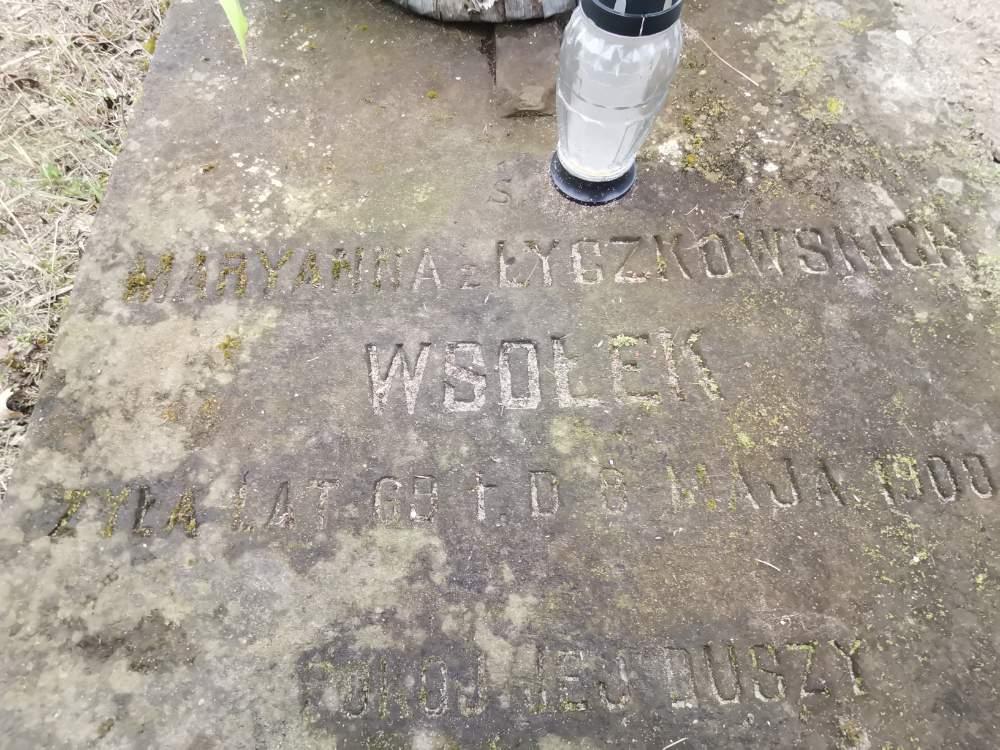 Ś.
MARYANNA z ŁYCZKOWSKICH
WSOŁEK
ŻYŁA LAT 68 † D 8 MAJA 1900
POKÓJ JEJ DUSZY